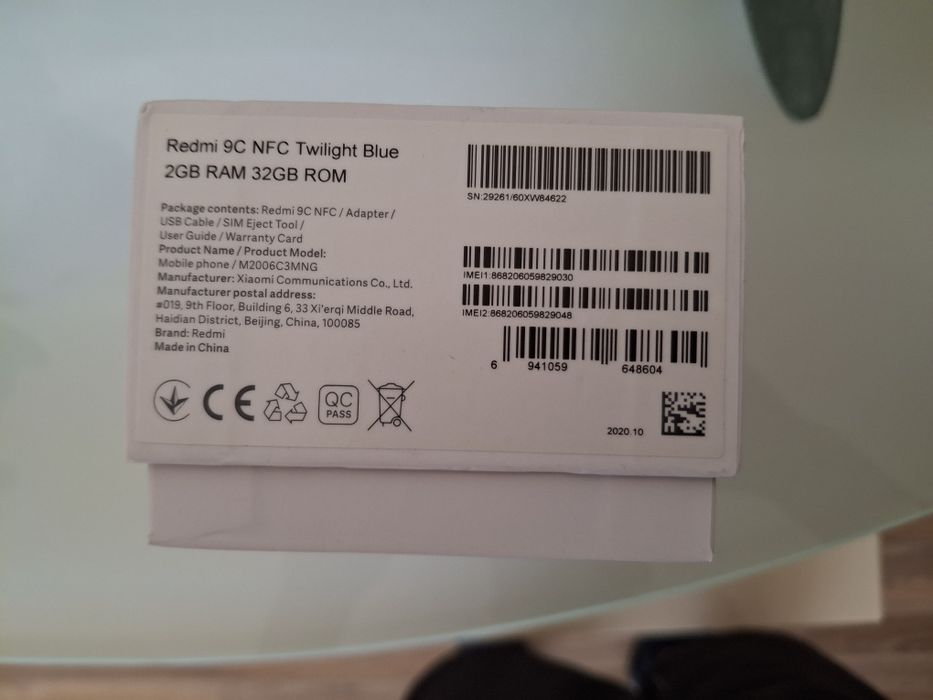 Redmi 9C NFC Twilight Blue
2GB RAM 32GB ROM
Package contents: Redmi 9C NFC / Adapter /
USB Cable / SIM Eject Tool /
User Guide / Warranty Card
Product Name / Product Model:
Mobile phone / M2006C3MNG
Manufacturer: Xiaomi Communications Co., Ltd.
Manufacturer postal address:
#019, 9th Floor, Building 6, 33 Xi'erqi Middle Road,
Haidian District, Beijing, China, 100085
Brand: Redmi
Made in China
CE
QC
PASS
SN:29261/60XW84622
IMEI1:868206059829030
IMEI2:868206059829048
6 941059 648604
2020.10